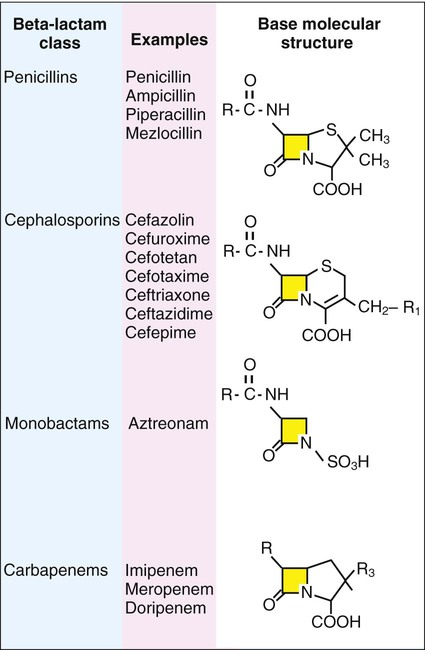 Beta-lactam class
Examples
Base molecular structure
Penicillins
Penicillin
Ampicillin
Piperacillin
Mezlocillin
O
R-C-NH
S
CH3
CH3
O
N
COOH
Cephalosporins
Cefazolin
Cefuroxime
Cefotetan
Cefotaxime
Ceftriaxone
Ceftazidime
Cefepime
O
R-C-NH
S
O
N
CH2–R1
COOH
Monobactams
Aztreonam
O
R-C-NH
O
N
SO3H
Carbapenems
Imipenem
Meropenem
Doripenem
R
R3
O
N
COOH